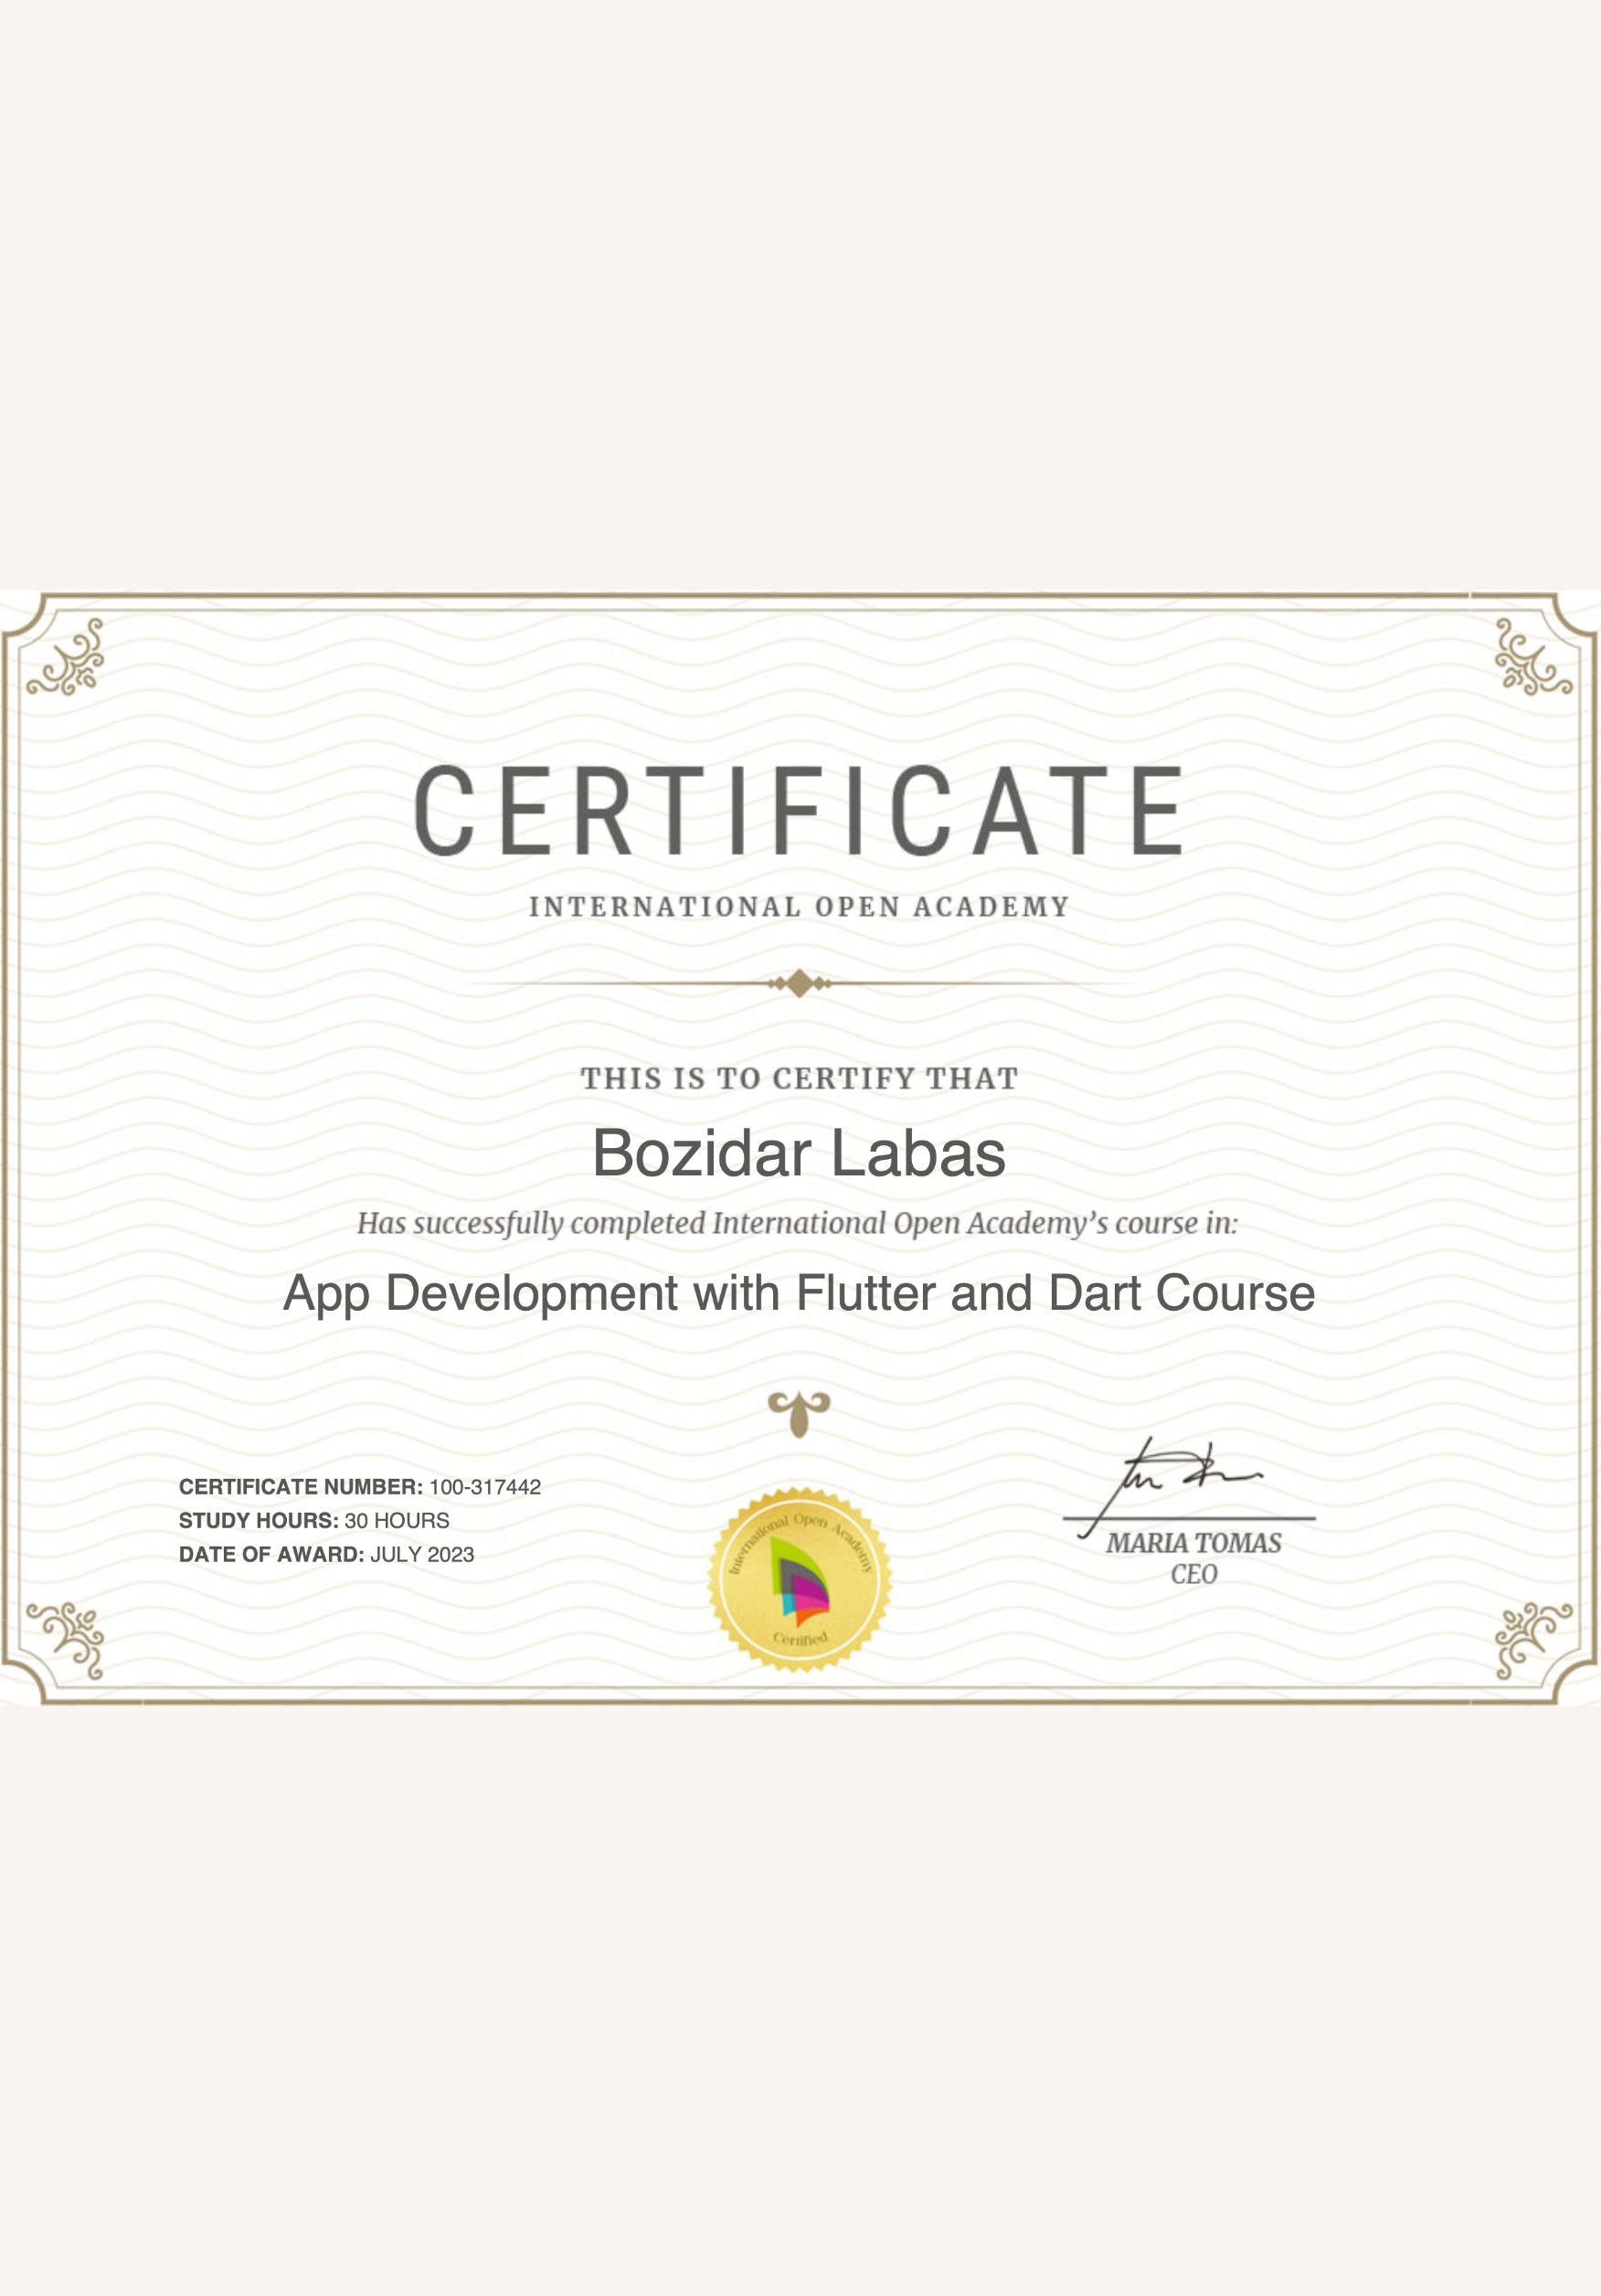 CERTIFICATE
INTERNATIONAL OPEN ACADEMY
THIS IS TO CERTIFY THAT
Bozidar Labas
Has successfully completed International Open Academy’s course in:
App Development with Flutter and Dart Course
CERTIFICATE NUMBER: 100-317442
STUDY HOURS: 30 HOURS
DATE OF AWARD: JULY 2023
International Open Academy
Certified
MARIA TOMAS
CEO